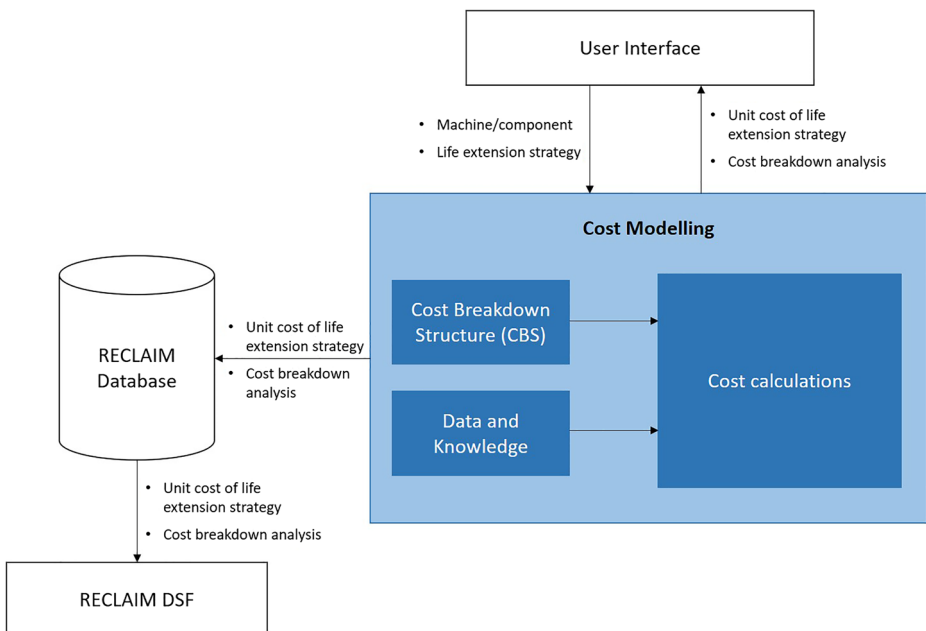 User Interface
• Machine/component
• Life extension strategy
• Unit cost of life
extension strategy
• Cost breakdown analysis
Cost Modelling
Cost Breakdown
Structure (CBS)
Data and
Knowledge
Cost calculations
RECLAIM
Database
• Unit cost of life
extension strategy
• Cost breakdown
analysis
• Unit cost of life
extension strategy
• Cost breakdown analysis
RECLAIM DSF